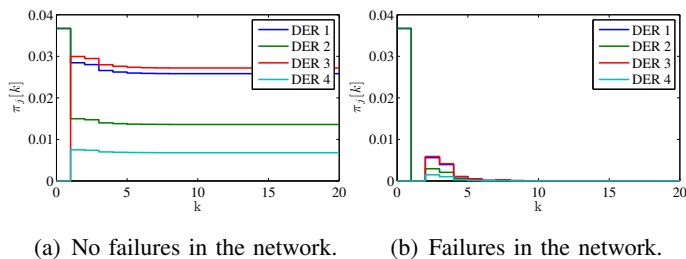 0.04
0.03
0.02
0.01
0
π_j[k]
0 5 10 15 20
k
DER 1
DER 2
DER 3
DER 4
(a) No failures in the network.
0.04
0.03
0.02
0.01
0
π_j[k]
0 5 10 15 20
k
DER 1
DER 2
DER 3
DER 4
(b) Failures in the network.